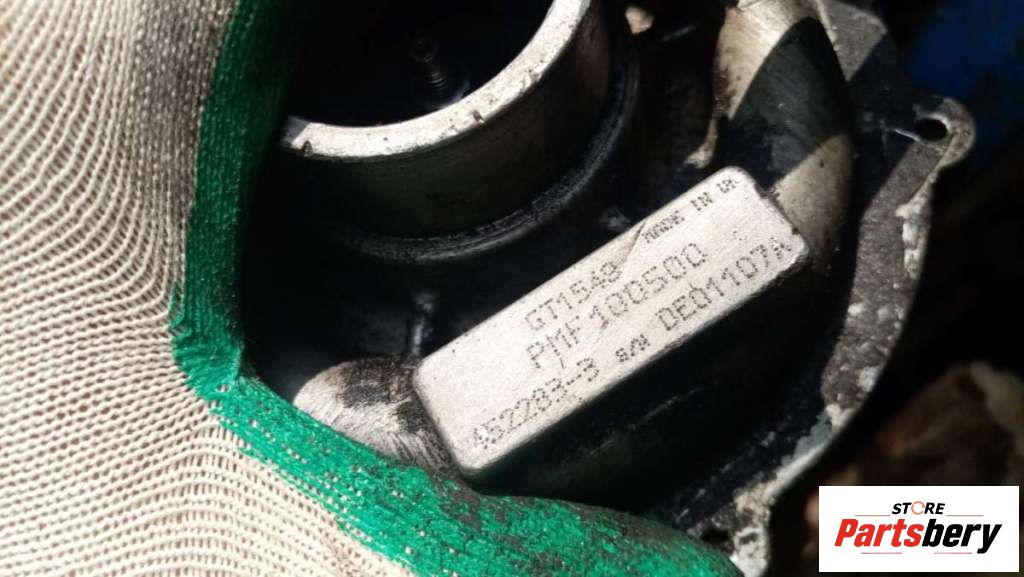 MADE IN UK
GT1549
PMF100500
452283-3 S/N DE01107A
STORE
Partsbery